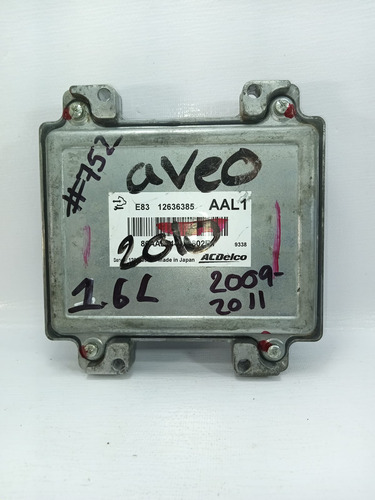 #752
aveo
E83 12636385 AAL1
2010
9338
Made in Japan ACDelco
1.6L
2009-
2011